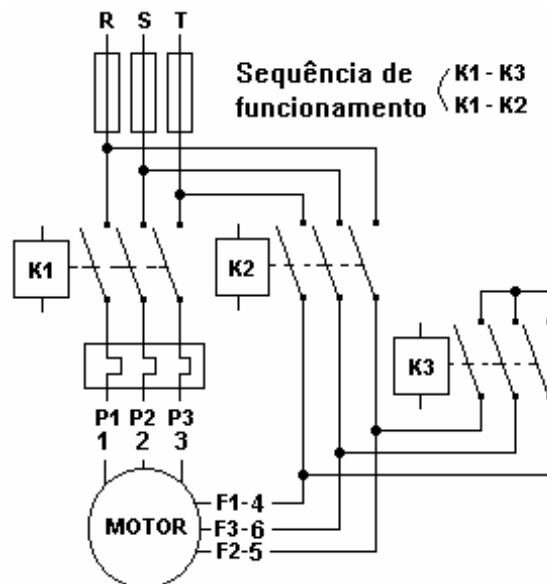 R S T
Sequência de K1 - K3
funcionamento K1 - K2
K1
K2
K3
P1 P2 P3
1 2 3
MOTOR
F1-4
F3-6
F2-5